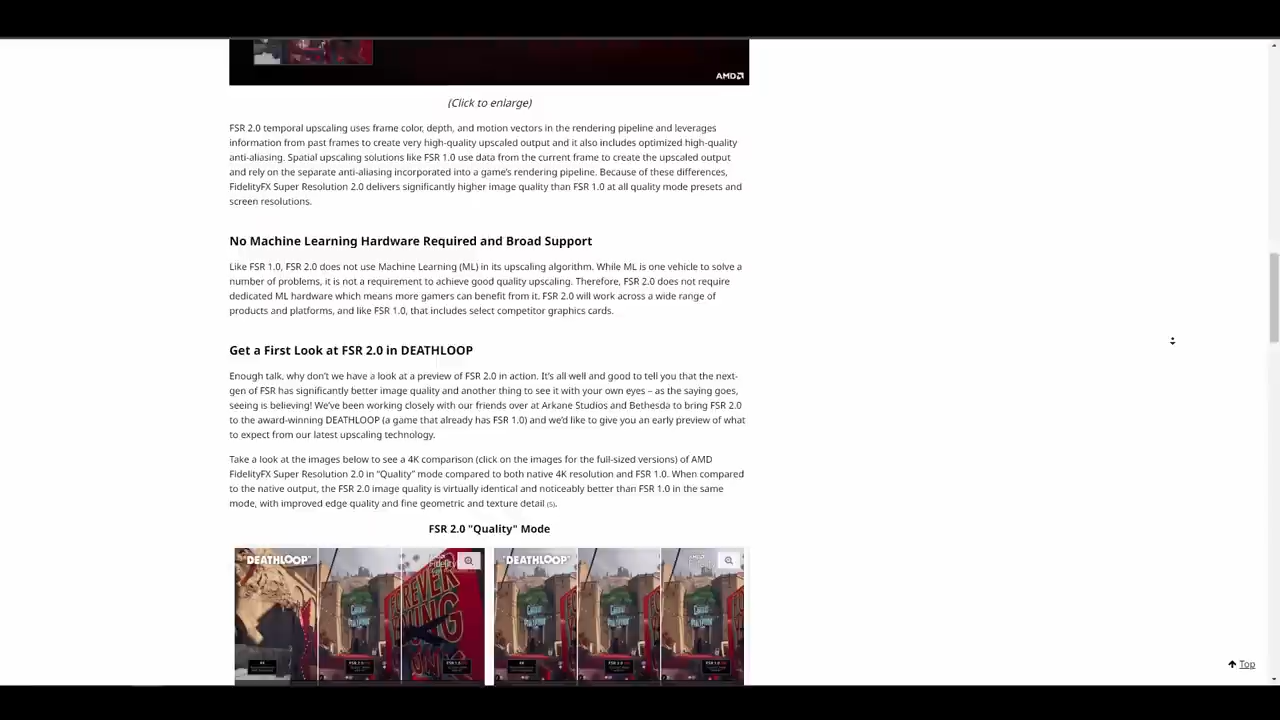 AMD
(Click to enlarge)
FSR 2.0 temporal upscaling uses frame color, depth, and motion vectors in the rendering pipeline and leverages
information from past frames to create very high-quality upscaled output and it also includes optimized high-quality
anti-aliasing. Spatial upscaling solutions like FSR 1.0 use data from the current frame to create the upscaled output
and rely on the separate anti-aliasing incorporated into a game's rendering pipeline. Because of these differences,
FidelityFX Super Resolution 2.0 delivers significantly higher image quality than FSR 1.0 at all quality mode presets and
screen resolutions.
No Machine Learning Hardware Required and Broad Support
Like FSR 1.0, FSR 2.0 does not use Machine Learning (ML) in its upscaling algorithm. While ML is one vehicle to solve a
number of problems, it is not a requirement to achieve good quality upscaling. Therefore, FSR 2.0 does not require
dedicated ML hardware which means more gamers can benefit from it. FSR 2.0 will work across a wide range of
products and platforms, and like FSR 1.0, that includes select competitor graphics cards.
Get a First Look at FSR 2.0 in DEATHLOOP
Enough talk, why don't we have a look at a preview of FSR 2.0 in action. It's all well and good to tell you that the next-
gen of FSR has significantly better image quality and another thing to see it with your own eyes – as the saying goes,
seeing is believing! We've been working closely with our friends over at Arkane Studios and Bethesda to bring FSR 2.0
to the award-winning DEATHLOOP (a game that already has FSR 1.0) and we'd like to give you an early preview of what
to expect from our latest upscaling technology.
Take a look at the images below to see a 4K comparison (click on the images for the full-sized versions) of AMD
FidelityFX Super Resolution 2.0 in "Quality" mode compared to both native 4K resolution and FSR 1.0. When compared
to the native output, the FSR 2.0 image quality is virtually identical and noticeably better than FSR 1.0 in the same
mode, with improved edge quality and fine geometric and texture detail (5).
FSR 2.0 "Quality" Mode
DEATHLOOP
DEATHLOOP
FOREVER
Top